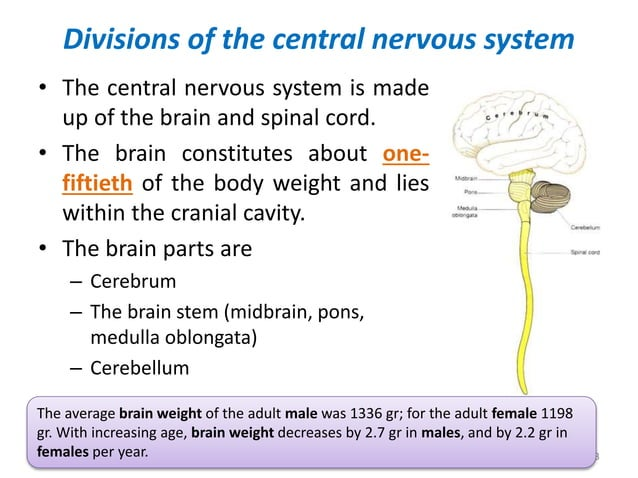 Divisions of the central nervous system
• The central nervous system is made
up of the brain and spinal cord.
• The brain constitutes about one-
fiftieth of the body weight and lies
within the cranial cavity.
• The brain parts are
– Cerebrum
– The brain stem (midbrain, pons,
medulla oblongata)
– Cerebellum
Cerebrum
Midbrain
Pons
Medulla
oblongata
Cerebellum
Spinal cord
The average brain weight of the adult male was 1336 gr; for the adult female 1198
gr. With increasing age, brain weight decreases by 2.7 gr in males, and by 2.2 gr in
females per year.
3